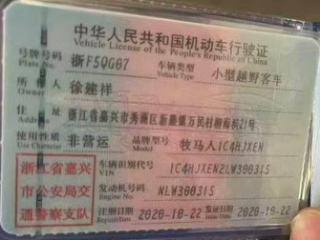 中华人民共和国机动车行驶证
Vehicle License of the People's Republic of China
号牌号码 浙F5QG67 车辆类型 小型越野客车
Plate No. Vehicle Type
所有人 徐建祥
Owner
住址 浙江省嘉兴市秀洲区新塍镇万民村
Address
使用性质 非营运 品牌型号 牧马人1C4HJXEN
Use Character Model
浙江省嘉兴
市公安局交
通警察支队
车辆识别代号 1C4HJXEN2LW300315
VIN
发动机号码 NLW300315
Engine No.
注册日期 2020-10-22 发证日期 2020-10-22
Register Date Issue Date